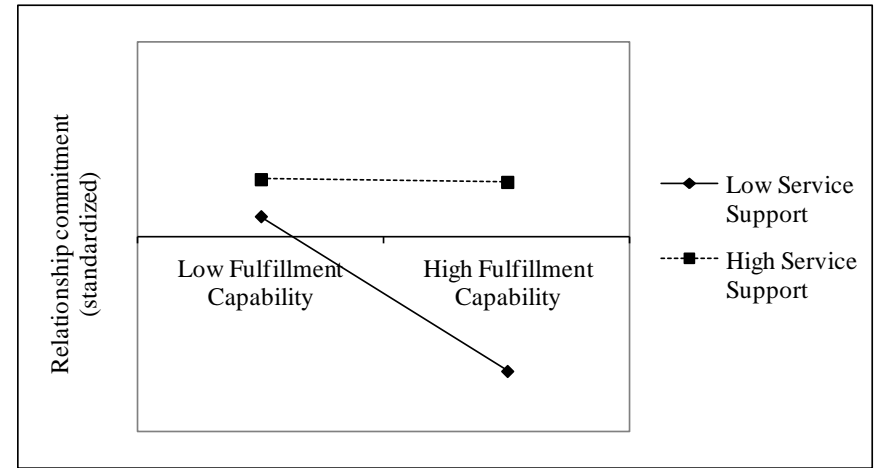 Relationship commitment
(standardized)
Low Fulfillment
Capability
High Fulfillment
Capability
Low Service
Support
High Service
Support